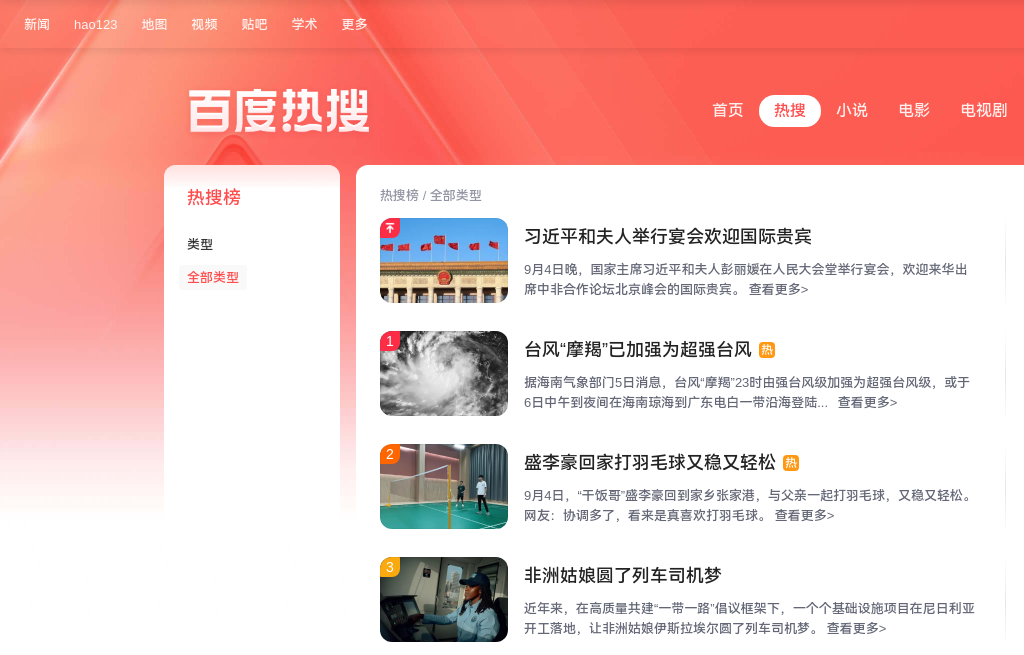 新闻 hao123 地图 视频 贴吧 学术 更多
百度热搜
首页 热搜 小说 电影 电视剧
热搜榜
类型
全部类型
热搜榜 / 全部类型
习近平和夫人举行宴会欢迎国际贵宾
9月4日晚，国家主席习近平和夫人彭丽媛在人民大会堂举行宴会，欢迎来华出
席中非合作论坛北京峰会的国际贵宾。 查看更多>
1
台风“摩羯”已加强为超强台风 热
据海南气象部门5日消息，台风“摩羯”23时由强台风级加强为超强台风级，或于
6日中午到夜间在海南琼海到广东电白一带沿海登陆... 查看更多>
2
盛李豪回家打羽毛球又稳又轻松 热
9月4日，“干饭哥”盛李豪回到家乡张家港，与父亲一起打羽毛球，又稳又轻松。
网友：协调多了，看来是真喜欢打羽毛球。 查看更多>
3
非洲姑娘圆了列车司机梦
近年来，在高质量共建“一带一路”倡议框架下，一个个基础设施项目在尼日利亚
开工落地，让非洲姑娘伊斯拉埃尔圆了列车司机梦。 查看更多>